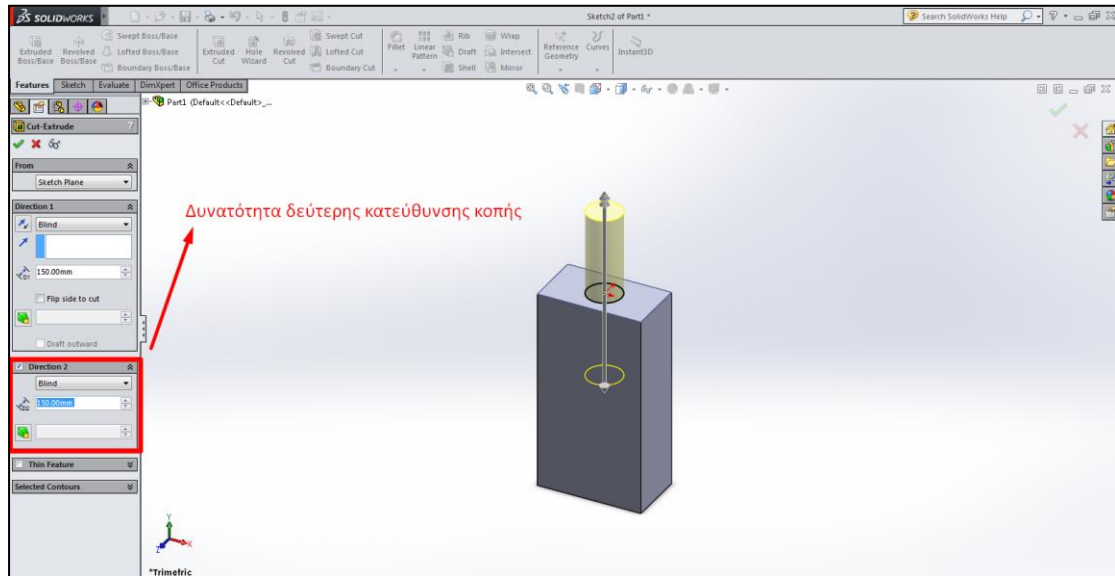 SOLIDWORKS
Sketch2 of Part1 *
Search SolidWorks Help
Extruded Boss/Base
Revolved Boss/Base
Swept Boss/Base
Lofted Boss/Base
Boundary Boss/Base
Extruded Cut
Hole Wizard
Revolved Cut
Swept Cut
Lofted Cut
Boundary Cut
Fillet
Linear Pattern
Rib
Draft
Shell
Wrap
Intersect
Mirror
Reference Geometry
Curves
Instant3D
Features Sketch Evaluate DimXpert Office Products
Part1 (Default<<Default>_...
Cut-Extrude
?
From
Sketch Plane
Direction 1
Blind
D1
150.00mm
Flip side to cut
Draft outward
Direction 2
Blind
150.00mm
Thin Feature
Selected Contours
Δυνατότητα δεύτερης κατεύθυνσης κοπής
Y
Z
X
*Trimetric